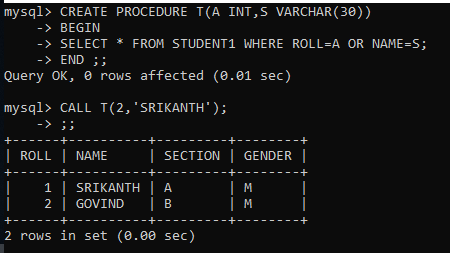 mysql> CREATE PROCEDURE T(A INT,S VARCHAR(30))
    -> BEGIN
    -> SELECT * FROM STUDENT1 WHERE ROLL=A OR NAME=S;
    -> END ;;
Query OK, 0 rows affected (0.01 sec)

mysql> CALL T(2,'SRIKANTH');
    -> ;;
+------+----------+---------+--------+
| ROLL | NAME     | SECTION | GENDER |
+------+----------+---------+--------+
|    1 | SRIKANTH | A       | M      |
|    2 | GOVIND   | B       | M      |
+------+----------+---------+--------+
2 rows in set (0.00 sec)